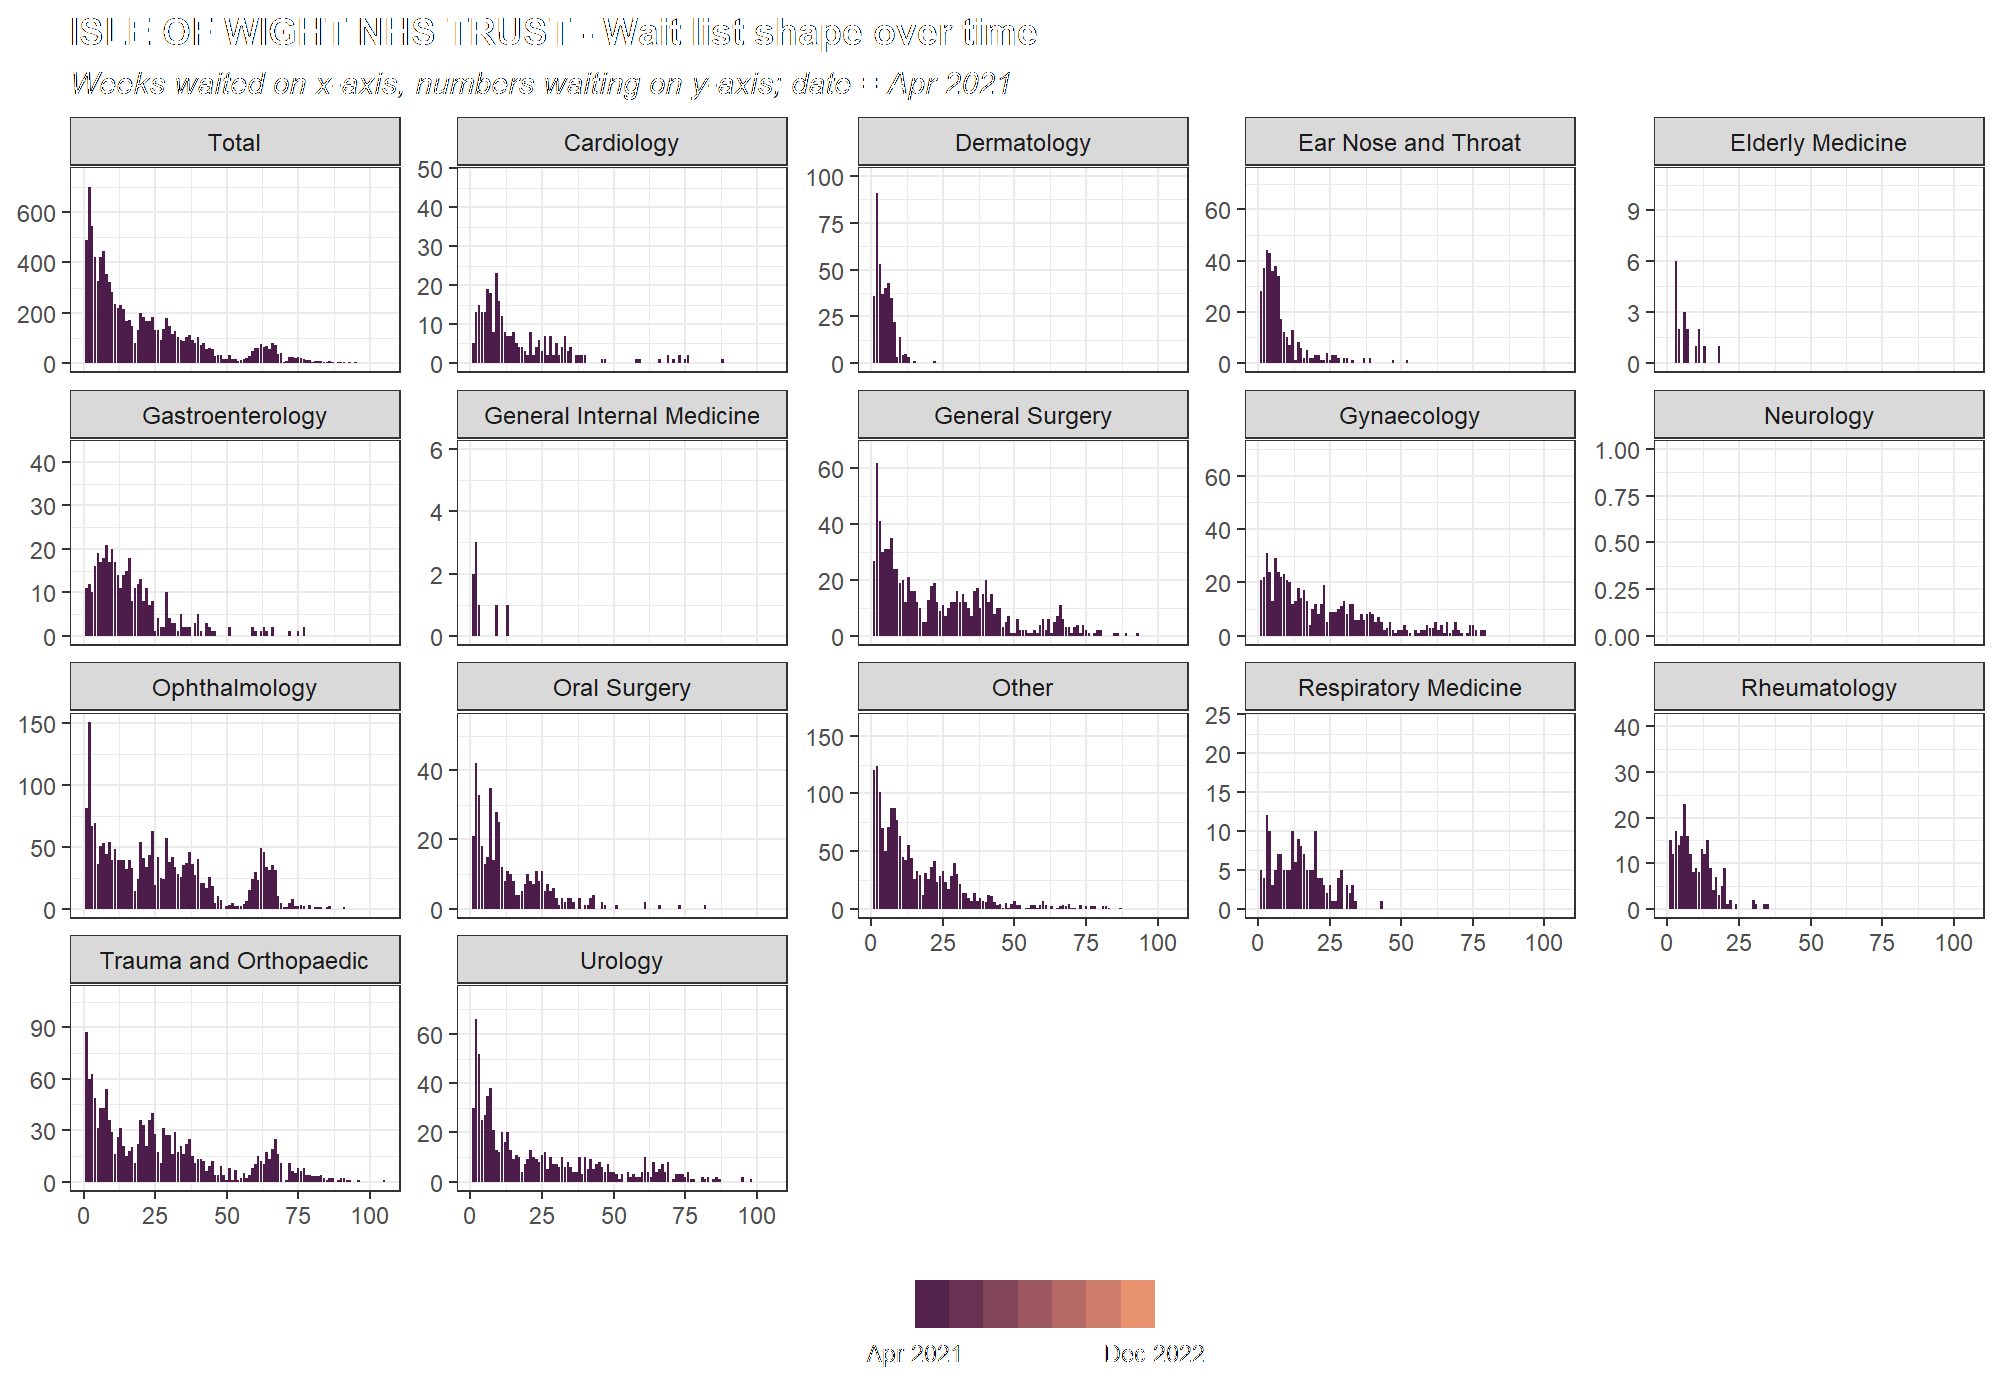 ISLE OF WIGHT NHS TRUST - Wait list shape over time
Weeks waited on x-axis, numbers waiting on y-axis; date = Apr 2021
Total
Cardiology
Dermatology
Ear Nose and Throat
Elderly Medicine
600
400
200
0
50
40
30
20
10
0
100
75
50
25
0
60
40
20
0
9
6
3
0
Gastroenterology
General Internal Medicine
General Surgery
Gynaecology
Neurology
40
30
20
10
0
6
4
2
0
60
40
20
0
60
40
20
0
1.00
0.75
0.50
0.25
0.00
Ophthalmology
Oral Surgery
Other
Respiratory Medicine
Rheumatology
150
100
50
0
40
20
0
150
100
50
0
25
20
15
10
5
0
40
30
20
10
0
0 25 50 75 100
0 25 50 75 100
0 25 50 75 100
Trauma and Orthopaedic
Urology
90
60
30
0
60
40
20
0
0 25 50 75 100
0 25 50 75 100
Apr 2021
Dec 2022